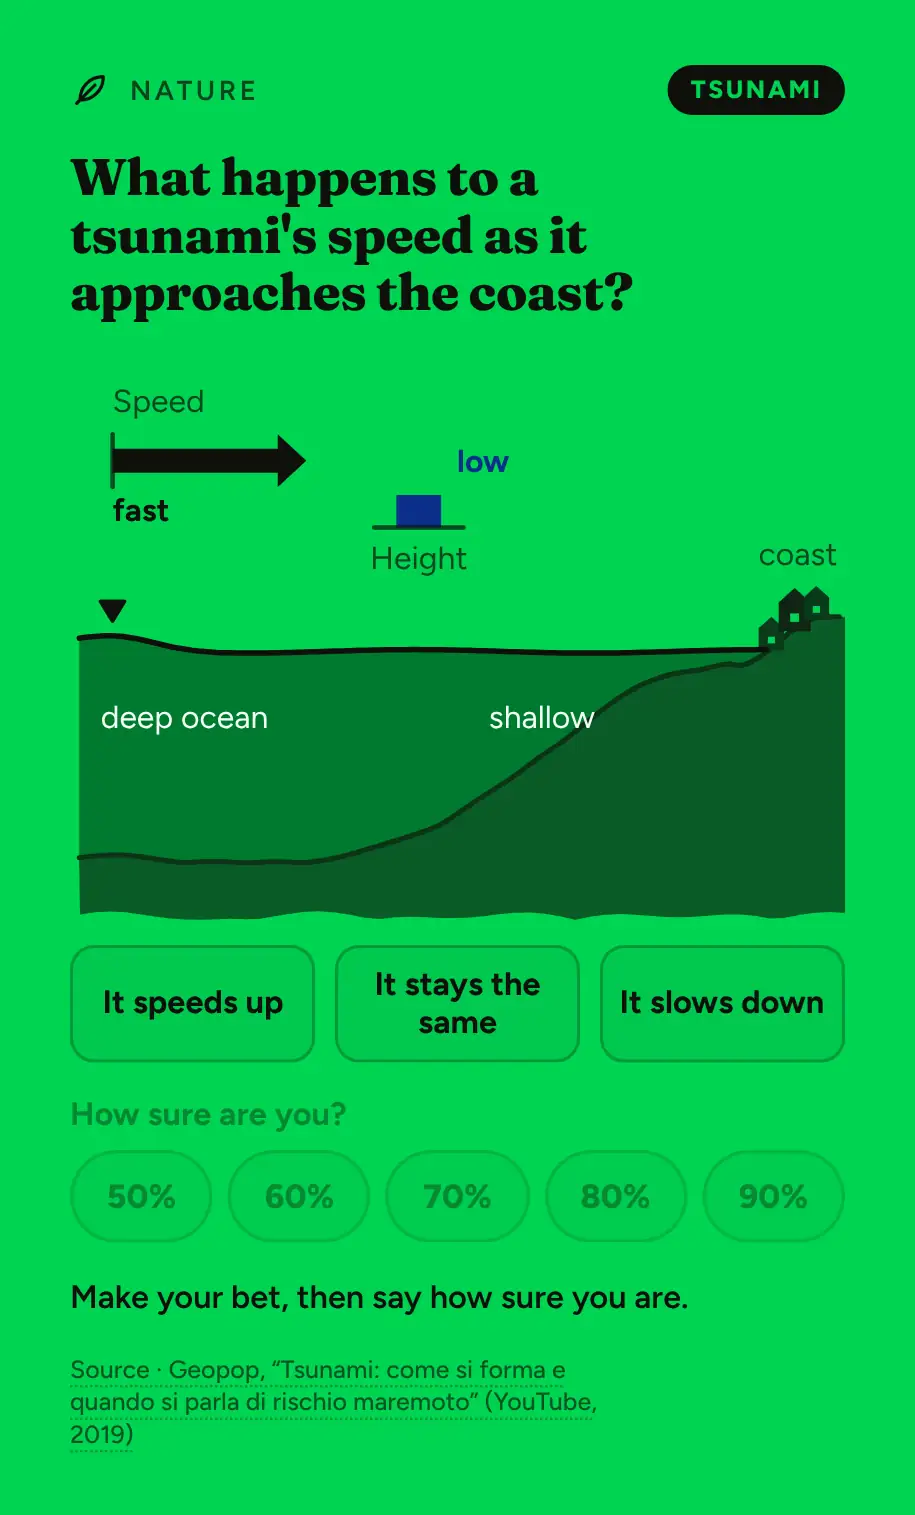 NATURE
TSUNAMI
What happens to a
tsunami's speed as it
approaches the coast?
Speed
fast
low
Height
coast
deep ocean
shallow
It speeds up
It stays the
same
It slows down
How sure are you?
50%
60%
70%
80%
90%
Make your bet, then say how sure you are.
Source · Geopop, “Tsunami: come si forma e
quando si parla di rischio maremoto” (YouTube,
2019)